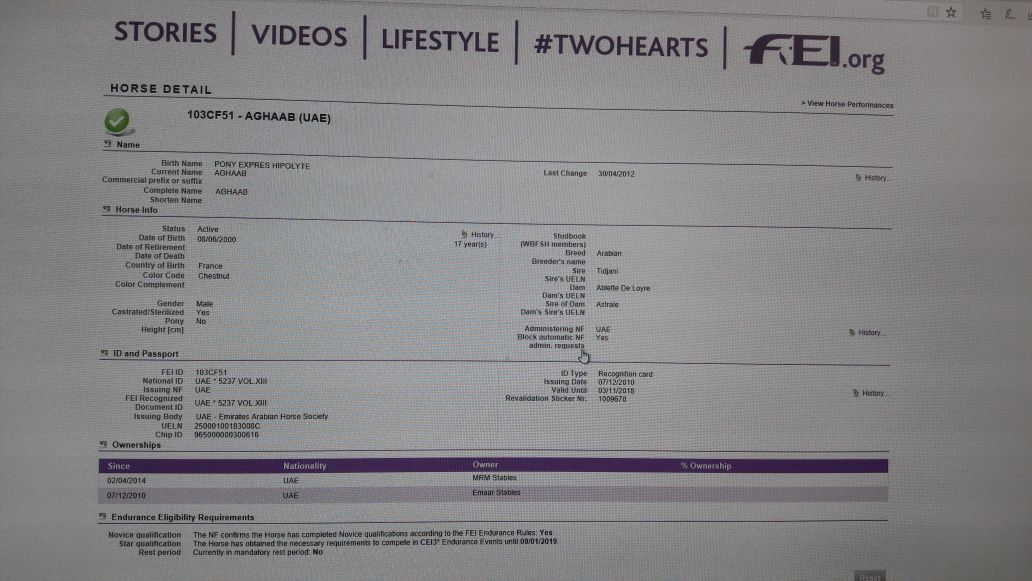 STORIES | VIDEOS | LIFESTYLE | #TWOHEARTS | FEI.org
HORSE DETAIL
> View Horse Performances
103CF51 - AGHAAB (UAE)
Name
Birth Name PONY EXPRES HIPOLYTE
Current Name AGHAAB Last Change 30/04/2012 History...
Commercial prefix or suffix
Complete Name AGHAAB
Shorten Name
Horse Info
Status Active History... Studbook
Date of Birth 08/06/2000 17 year(s) (WBFSH members)
Date of Retirement Breed Arabian
Date of Death Breeder's name
Country of Birth France Sire Tidjani
Color Code Chestnut Sire's UELN
Color Complement Dam Ablette De Loyre
Dam's UELN
Gender Male Sire of Dam Astrale
Castrated/Sterilized Yes Dam's Sire's UELN
Pony No
Height [cm] Administering NF UAE History...
Block automatic NF Yes
admin. requests
ID and Passport
FEI ID 103CF51 ID Type Recognition card
National ID UAE * 5237 VOL.XIII Issuing Date 07/12/2010
Issuing NF UAE Valid Until 03/11/2018 History...
FEI Recognized UAE * 5237 VOL.XIII Revalidation Sticker Nr. 1009670
Document ID
Issuing Body UAE - Emirates Arabian Horse Society
UELN 25000100183008C
Chip ID 965000000300616
Ownerships
Since Nationality Owner % Ownership
02/04/2014 UAE MRM Stables
07/12/2010 UAE Emaar Stables
Endurance Eligibility Requirements
Novice qualification The NF confirms the Horse has completed Novice qualifications according to the FEI Endurance Rules: Yes
Star qualification The Horse has obtained the necessary requirements to compete in CEI3* Endurance Events until 09/01/2019.
Rest period Currently in mandatory rest period: No
Reset